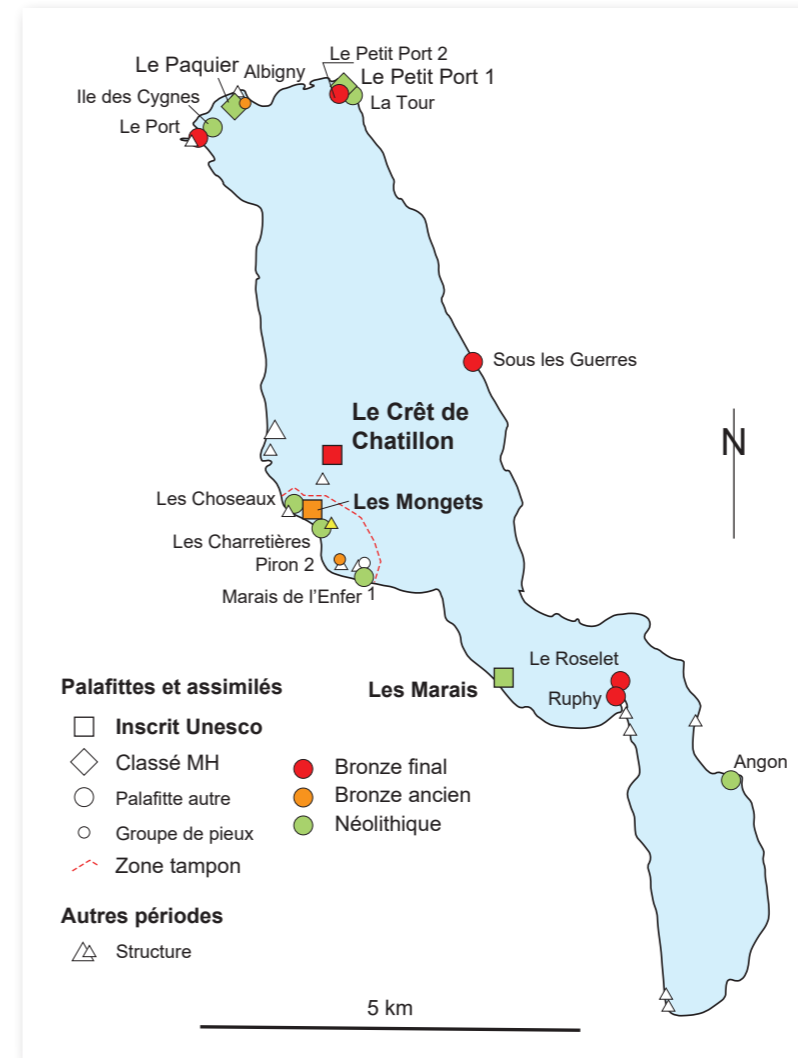 Le Petit Port 2
Le Paquier
Albigny
Le Petit Port 1
Ile des Cygnes
La Tour
Le Port
Sous les Guerres
Le Crêt de
Chatillon
N
Les Choseaux
Les Mongets
Les Charretières
Piron 2
Marais de l'Enfer 1
Le Roselet
Palafittes et assimilés
Les Marais
Ruphy
Inscrit Unesco
Angon
Classé MH
Bronze final
Palafitte autre
Bronze ancien
Groupe de pieux
Néolithique
Zone tampon
Autres périodes
Structure
5 km